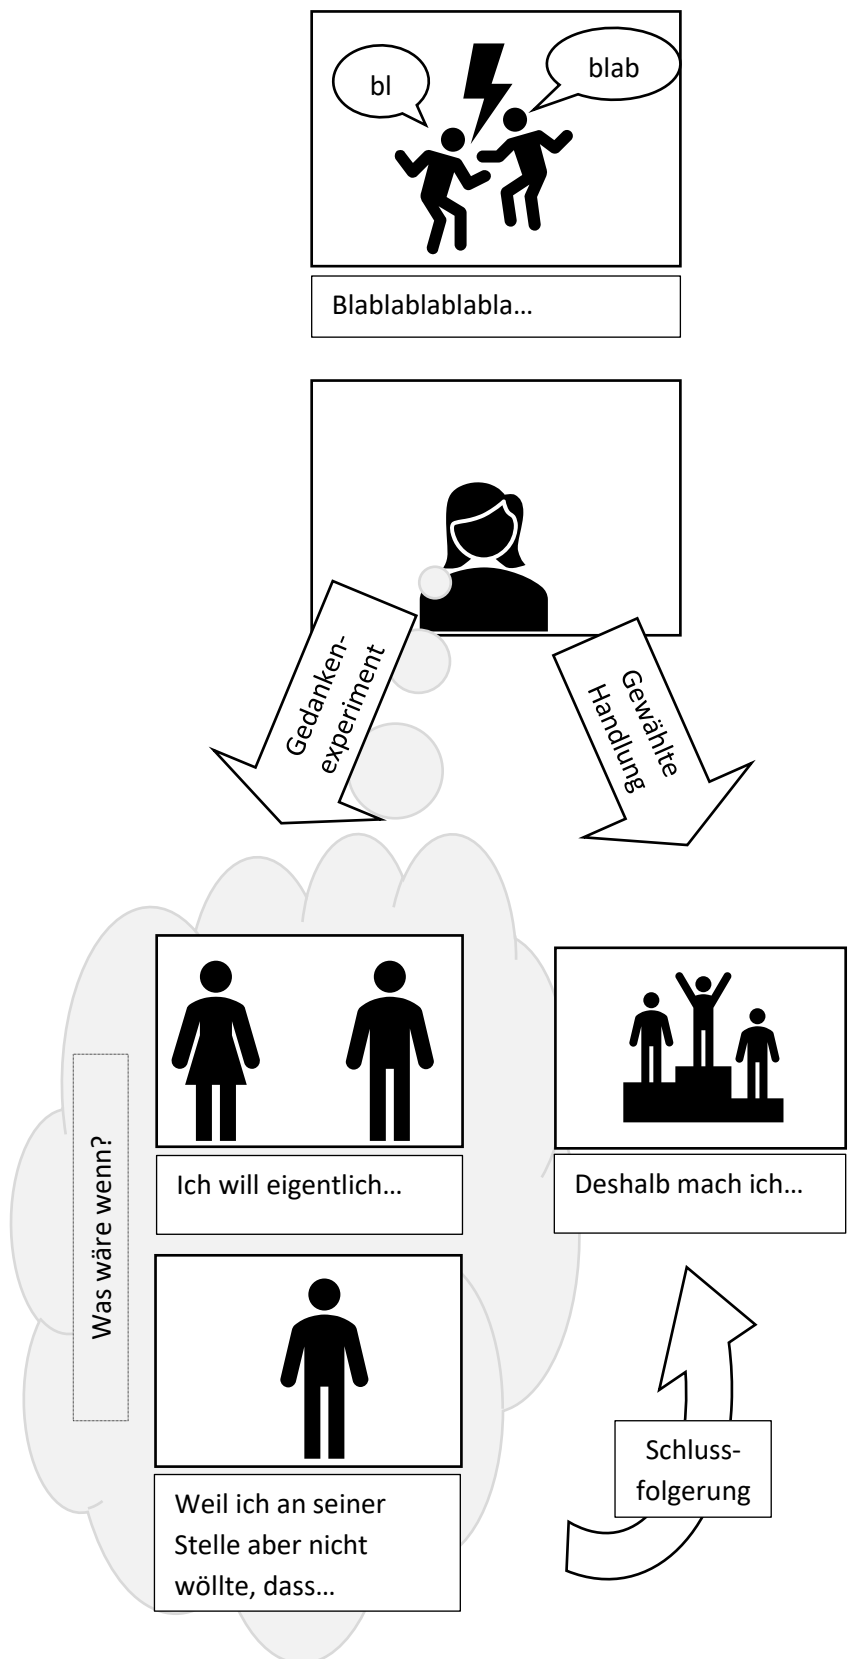 bl
blab
Blablablablabla...
Gedanken-
experiment
Gewählte
Handlung
Was wäre wenn?
Ich will eigentlich...
Deshalb mach ich...
Weil ich an seiner
Stelle aber nicht
wöllte, dass...
Schluss-
folgerung